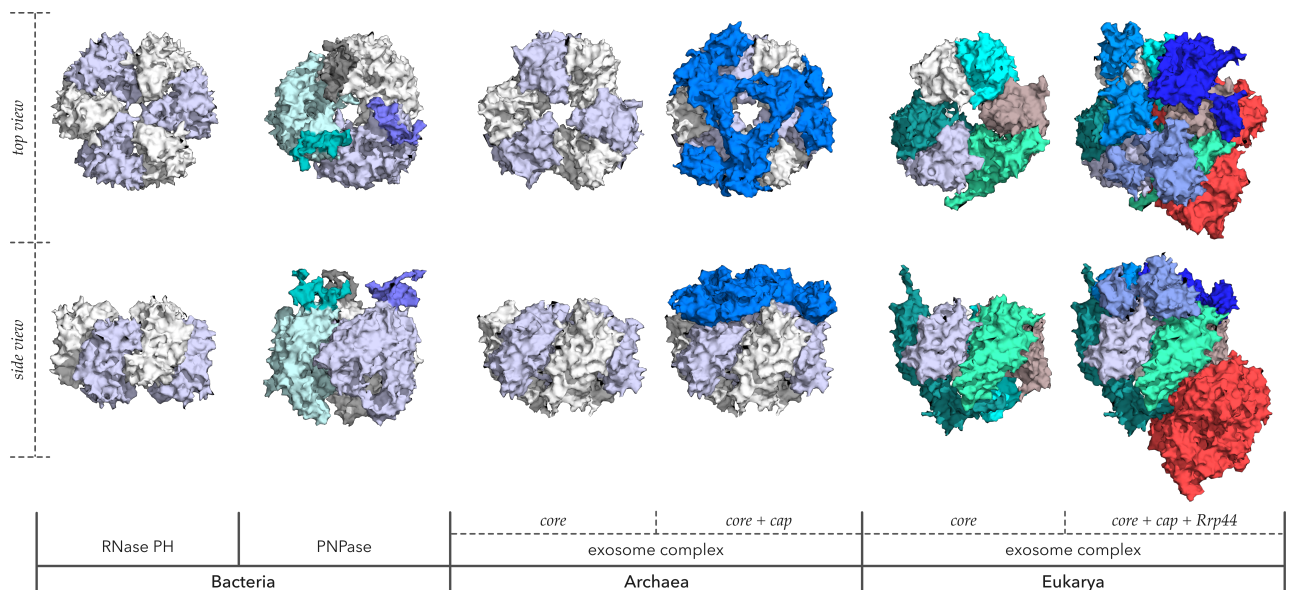 top view
side view
core
core + cap
core
core + cap + Rrp44
RNase PH
PNPase
exosome complex
exosome complex
Bacteria
Archaea
Eukarya